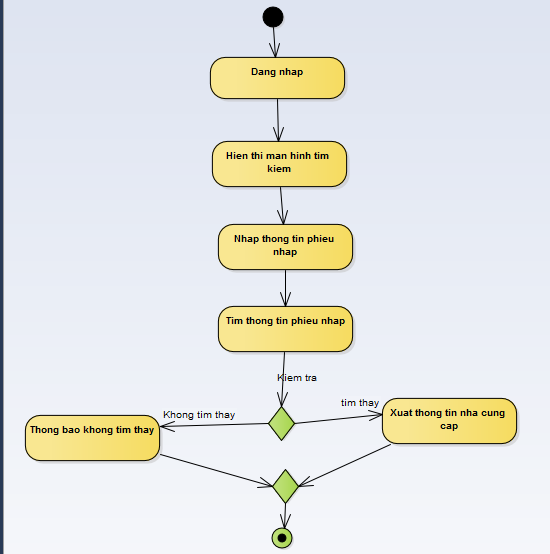 Dang nhap
Hien thi man hinh tim
kiem
Nhap thong tin phieu
nhap
Tim thong tin phieu nhap
Kiem tra
Khong tim thay
tim thay
Thong bao khong tim thay
Xuat thong tin nha cung
cap